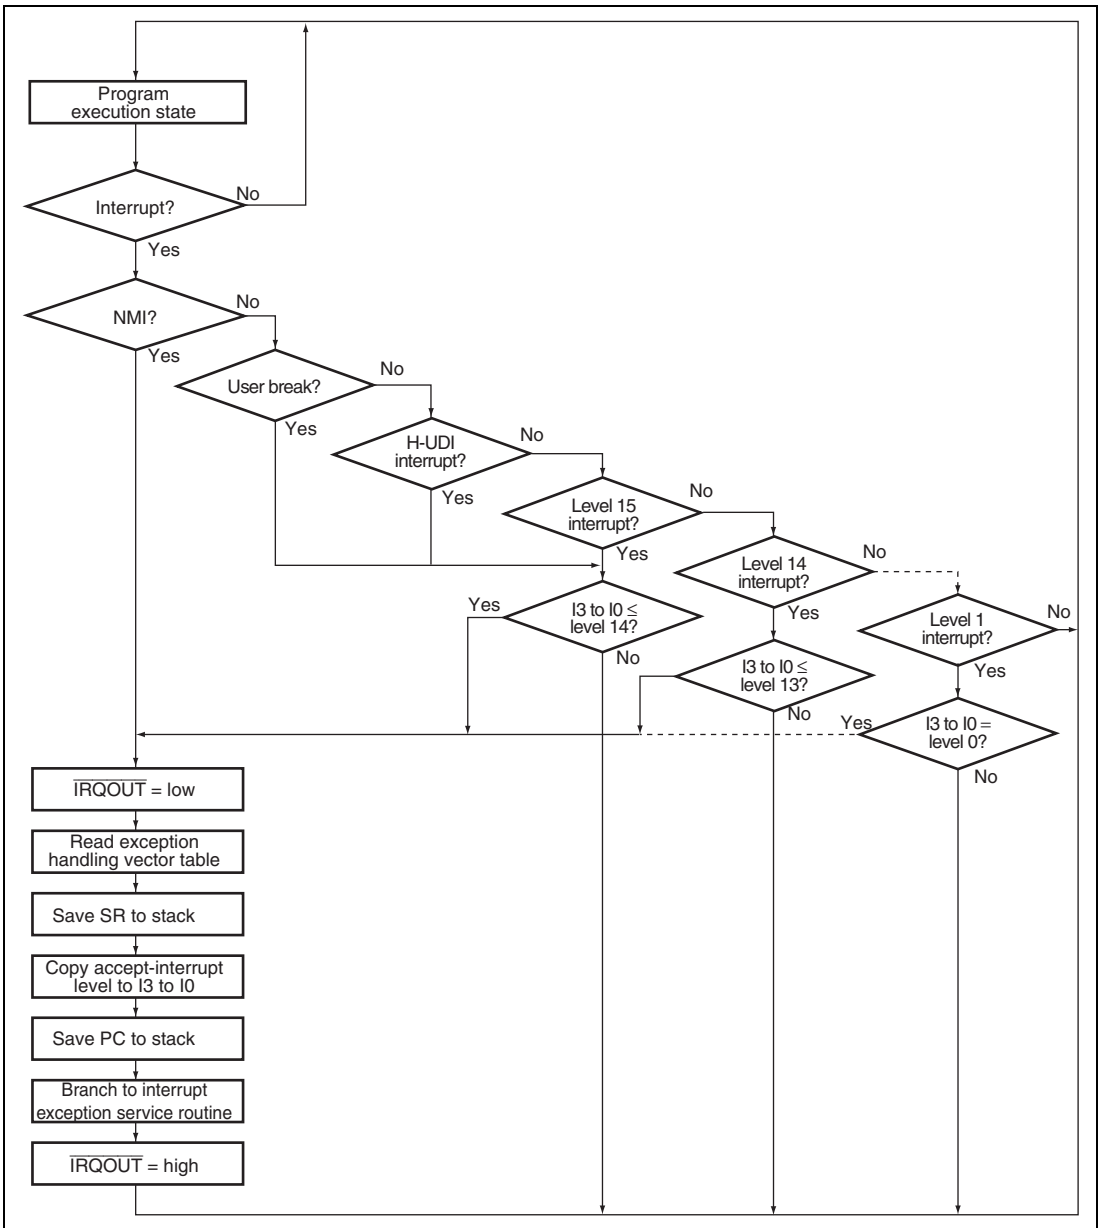 Program
execution state
Interrupt?
No
Yes
NMI?
No
Yes
User break?
No
Yes
H-UDI
interrupt?
No
Yes
Level 15
interrupt?
No
Yes
Level 14
interrupt?
No
Yes
Level 1
interrupt?
No
Yes
Yes
I3 to I0 ≤
level 14?
No
I3 to I0 ≤
level 13?
No
Yes
I3 to I0 =
level 0?
No
IRQOUT = low
Read exception
handling vector table
Save SR to stack
Copy accept-interrupt
level to I3 to I0
Save PC to stack
Branch to interrupt
exception service routine
IRQOUT = high